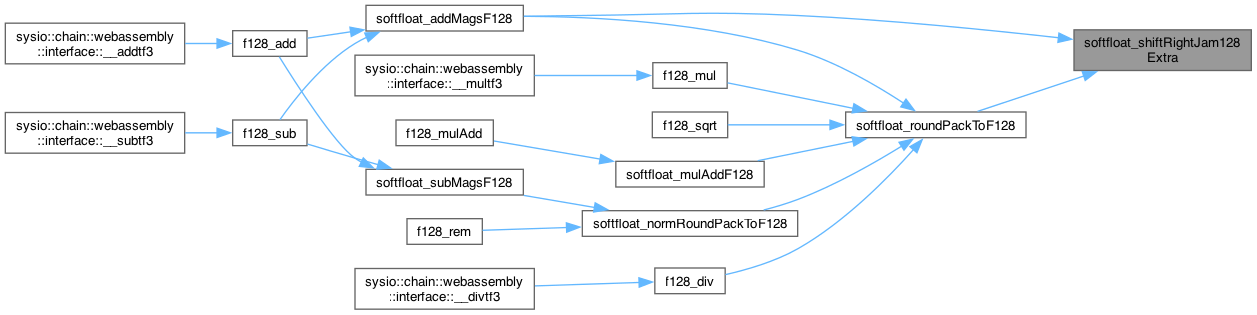 sysio::chain::webassembly
::interface::__addtf3
sysio::chain::webassembly
::interface::__subtf3
f128_add
f128_sub
softfloat_addMagsF128
sysio::chain::webassembly
::interface::__multf3
f128_mulAdd
softfloat_subMagsF128
f128_rem
sysio::chain::webassembly
::interface::__divtf3
f128_mul
f128_sqrt
softfloat_mulAddF128
softfloat_normRoundPackToF128
f128_div
softfloat_roundPackToF128
softfloat_shiftRightJam128
Extra